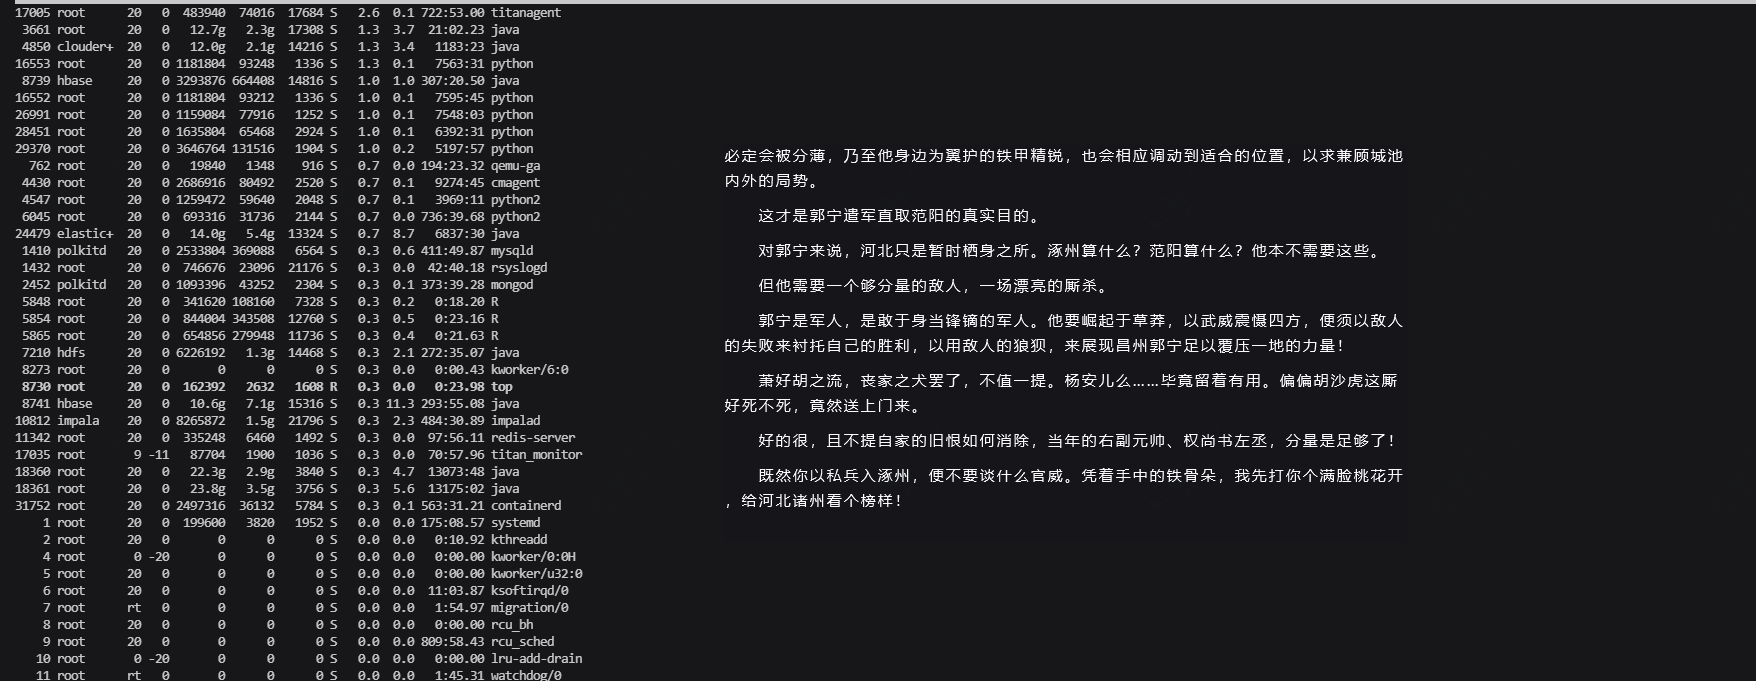 17005 root 20 0 483940 74016 17684 S 2.6 0.1 722:53.00 titanagent
3661 root 20 0 12.7g 2.3g 17308 S 1.3 3.7 21:02.23 java
4850 clouder+ 20 0 12.0g 2.1g 14216 S 1.3 3.4 1183:23 java
16553 root 20 0 1181804 93248 1336 S 1.3 0.1 7563:31 python
8739 hbase 20 0 3293876 664408 14816 S 1.0 1.0 307:20.50 java
16552 root 20 0 1181804 93212 1336 S 1.0 0.1 7595:45 python
26991 root 20 0 1159084 77916 1252 S 1.0 0.1 7548:03 python
28451 root 20 0 1635804 65468 2924 S 1.0 0.1 6392:31 python
29370 root 20 0 3646764 131516 1904 S 1.0 0.2 5197:57 python
762 root 20 0 19840 1348 916 S 0.7 0.0 194:23.32 qemu-ga
4430 root 20 0 2686916 80492 2520 S 0.7 0.1 9274:45 cmagent
4547 root 20 0 1259472 59640 2048 S 0.7 0.1 3969:11 python2
6045 root 20 0 693316 31736 2144 S 0.7 0.0 736:39.68 python2
24479 elastic+ 20 0 14.0g 5.4g 13324 S 0.7 8.7 6837:30 java
1410 polkitd 20 0 2533804 369088 6564 S 0.3 0.6 411:49.87 mysqld
1432 root 20 0 746676 23096 21176 S 0.3 0.0 42:40.18 rsyslogd
2452 polkitd 20 0 1093396 43252 2304 S 0.3 0.1 373:39.28 mongod
5848 root 20 0 341620 108160 7328 S 0.3 0.2 0:18.20 R
5854 root 20 0 844004 343508 12760 S 0.3 0.5 0:23.16 R
5865 root 20 0 654856 279948 11736 S 0.3 0.4 0:21.63 R
7210 hdfs 20 0 6226192 1.3g 14468 S 0.3 2.1 272:35.07 java
8273 root 20 0 0 0 0 S 0.3 0.0 0:00.43 kworker/6:0
8730 root 20 0 162392 2632 1608 R 0.3 0.0 0:23.98 top
8741 hbase 20 0 10.6g 7.1g 15316 S 0.3 11.3 293:55.08 java
10812 impala 20 0 8265872 1.5g 21796 S 0.3 2.3 484:30.89 impalad
11342 root 20 0 335248 6460 1492 S 0.3 0.0 97:56.11 redis-server
17035 root 9 -11 87704 1900 1036 S 0.3 0.0 70:57.96 titan_monitor
18360 root 20 0 22.3g 2.9g 3840 S 0.3 4.7 13073:48 java
18361 root 20 0 23.8g 3.5g 3756 S 0.3 5.6 13175:02 java
31752 root 20 0 2497316 36132 5784 S 0.3 0.1 563:31.21 containerd
1 root 20 0 199600 3820 1952 S 0.0 0.0 175:08.57 systemd
2 root 20 0 0 0 0 S 0.0 0.0 0:10.92 kthreadd
4 root 0 -20 0 0 0 S 0.0 0.0 0:00.00 kworker/0:0H
5 root 20 0 0 0 0 S 0.0 0.0 0:00.00 kworker/u32:0
6 root 20 0 0 0 0 S 0.0 0.0 11:03.87 ksoftirqd/0
7 root rt 0 0 0 0 S 0.0 0.0 1:54.97 migration/0
8 root 20 0 0 0 0 S 0.0 0.0 0:00.00 rcu_bh
9 root 20 0 0 0 0 S 0.0 0.0 809:58.43 rcu_sched
10 root 0 -20 0 0 0 S 0.0 0.0 0:00.00 lru-add-drain
11 root rt 0 0 0 0 S 0.0 0.0 1:45.31 watchdog/0
必定会被分薄，乃至他身边为翼护的铁甲精锐，也会相应调动到适合的位置，以求兼顾城池
内外的局势。
这才是郭宁遣军直取范阳的真实目的。
对郭宁来说，河北只是暂时栖身之所。涿州算什么？范阳算什么？他本不需要这些。
但他需要一个够分量的敌人，一场漂亮的厮杀。
郭宁是军人，是敢于身当锋镝的军人。他要崛起于草莽，以武威震慑四方，便须以敌人
的失败来衬托自己的胜利，以用敌人的狼狈，来展现昌州郭宁足以覆压一地的力量！
萧好胡之流，丧家之犬罢了，不值一提。杨安儿么……毕竟留着有用。偏偏胡沙虎这厮
好死不死，竟然送上门来。
好的很，且不提自家的旧恨如何消除，当年的右副元帅、权尚书左丞，分量是足够了！
既然你以私兵入涿州，便不要谈什么官威。凭着手中的铁骨朵，我先打你个满脸桃花开
，给河北诸州看个榜样！